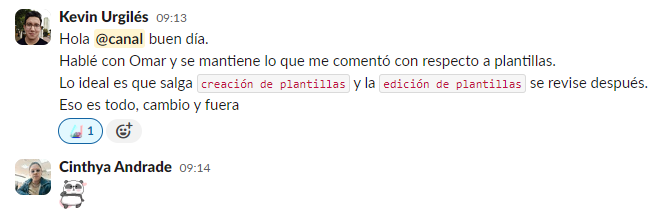 Kevin Urgilés 09:13
Hola @canal buen día.
Hablé con Omar y se mantiene lo que me comentó con respecto a plantillas.
Lo ideal es que salga creación de plantillas y la edición de plantillas se revise después.
Eso es todo, cambio y fuera
1
Cinthya Andrade 09:14